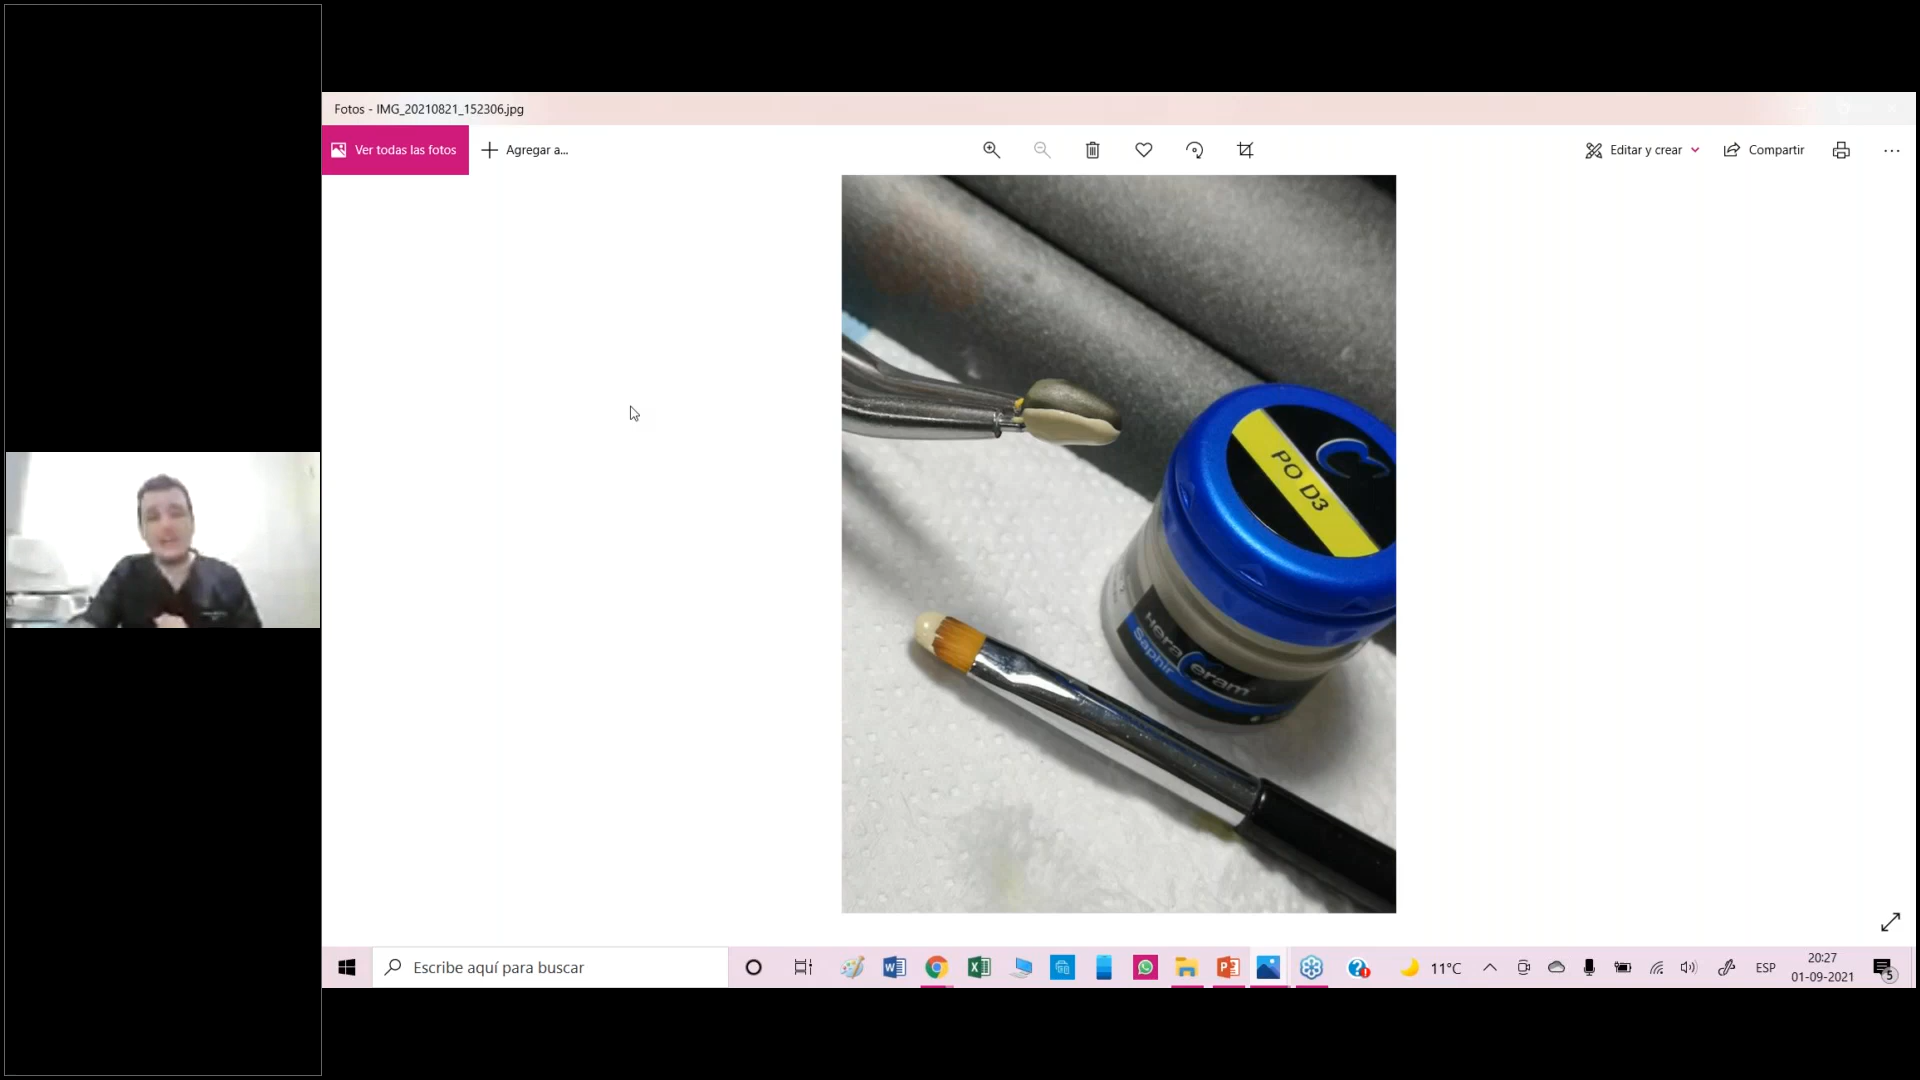 Fotos - IMG_20210821_152306.jpg
Ver todas las fotos
Agregar a...
Editar y crear
Compartir
PO D3
HeraCeram
Saphir
Escribe aquí para buscar
11°C
ESP
20:27
01-09-2021
5